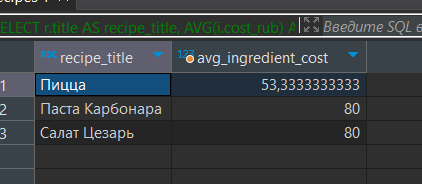 ELECT r.title AS recipe_title, AVG(i.cost_rub) A
Введите SQL
recipe_title
123 avg_ingredient_cost
1 Пицца 53,3333333333
2 Паста Карбонара 80
3 Салат Цезарь 80